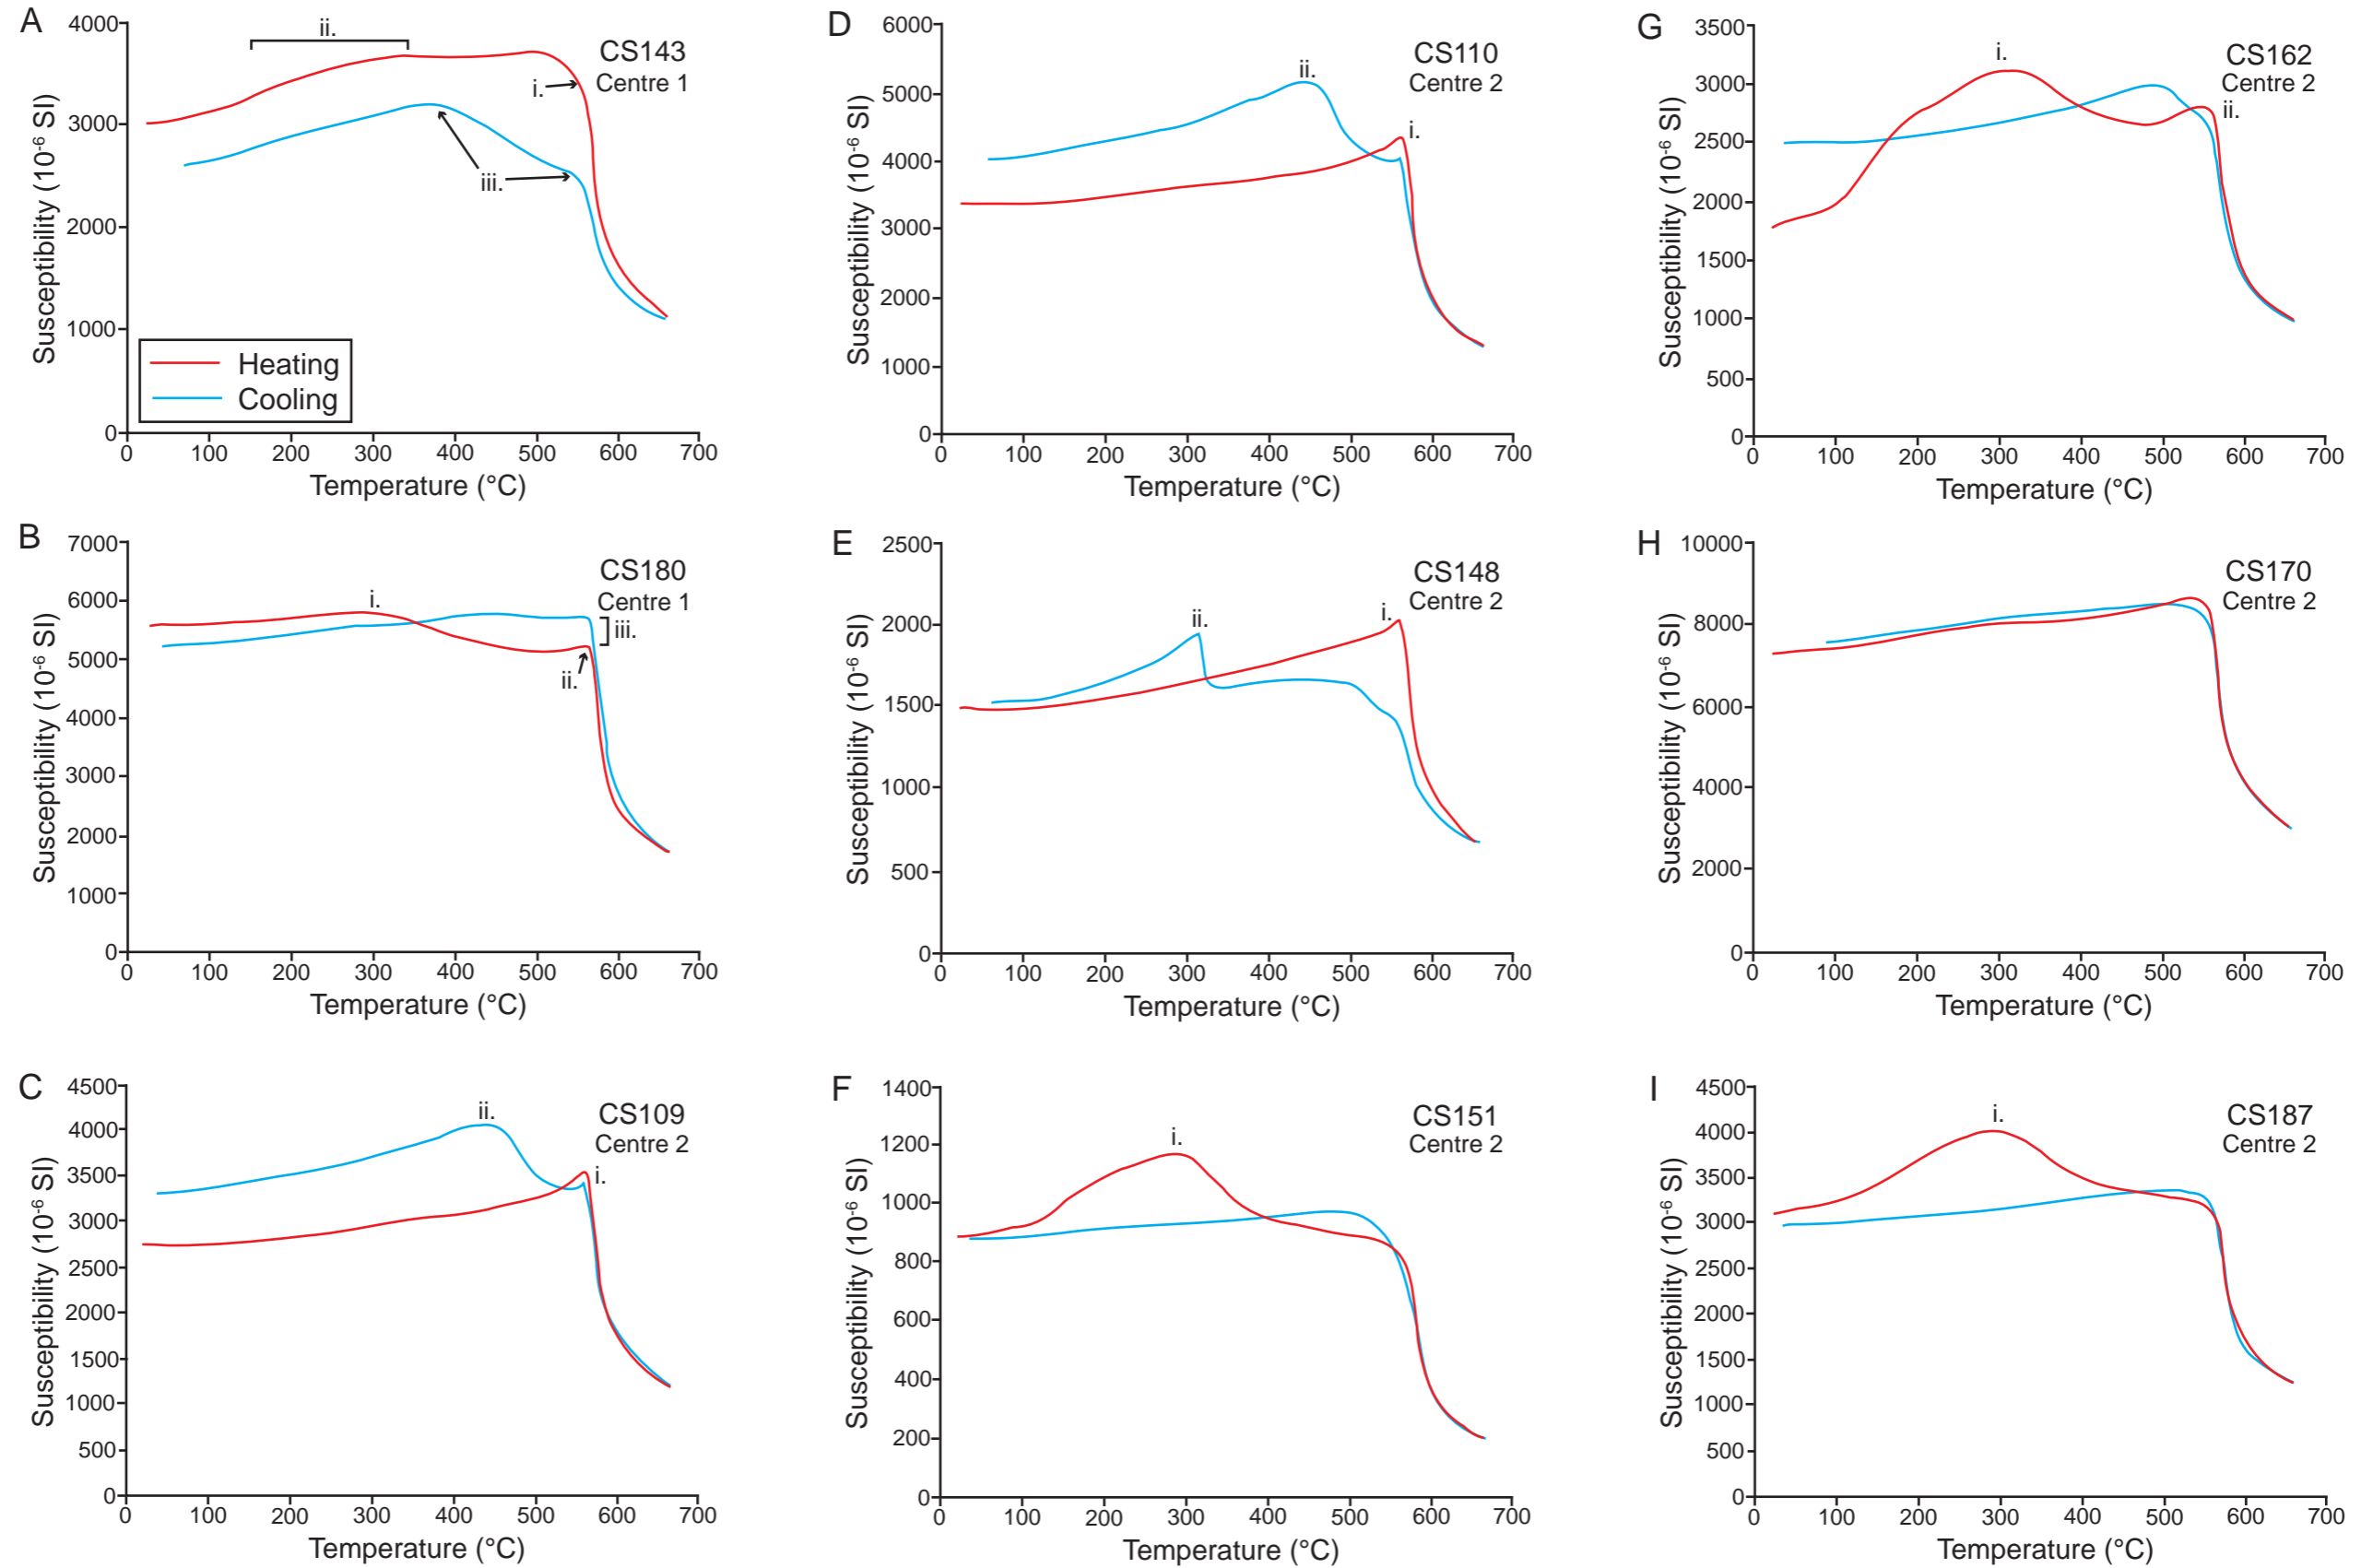 A
CS143
Centre 1
i.
ii.
iii.
Heating
Cooling
Susceptibility (10-6 SI)
4000
3000
2000
1000
0
0 100 200 300 400 500 600 700
Temperature (°C)
D
CS110
Centre 2
i.
ii.
Susceptibility (10-6 SI)
6000
5000
4000
3000
2000
1000
0
0 100 200 300 400 500 600 700
Temperature (°C)
G
CS162
Centre 2
i.
ii.
Susceptibility (10-6 SI)
3500
3000
2500
2000
1500
1000
500
0
0 100 200 300 400 500 600 700
Temperature (°C)
B
CS180
Centre 1
i.
ii.
iii.
Susceptibility (10-6 SI)
7000
6000
5000
4000
3000
2000
1000
0
0 100 200 300 400 500 600 700
Temperature (°C)
E
CS148
Centre 2
i.
ii.
Susceptibility (10-6 SI)
2500
2000
1500
1000
500
0
0 100 200 300 400 500 600 700
Temperature (°C)
H
CS170
Centre 2
Susceptibility (10-6 SI)
10000
8000
6000
4000
2000
0
0 100 200 300 400 500 600 700
Temperature (°C)
C
CS109
Centre 2
i.
ii.
Susceptibility (10-6 SI)
4500
4000
3500
3000
2500
2000
1500
1000
500
0
0 100 200 300 400 500 600 700
Temperature (°C)
F
CS151
Centre 2
i.
Susceptibility (10-6 SI)
1400
1200
1000
800
600
400
200
0
0 100 200 300 400 500 600 700
Temperature (°C)
I
CS187
Centre 2
i.
Susceptibility (10-6 SI)
4500
4000
3500
3000
2500
2000
1500
1000
500
0
0 100 200 300 400 500 600 700
Temperature (°C)